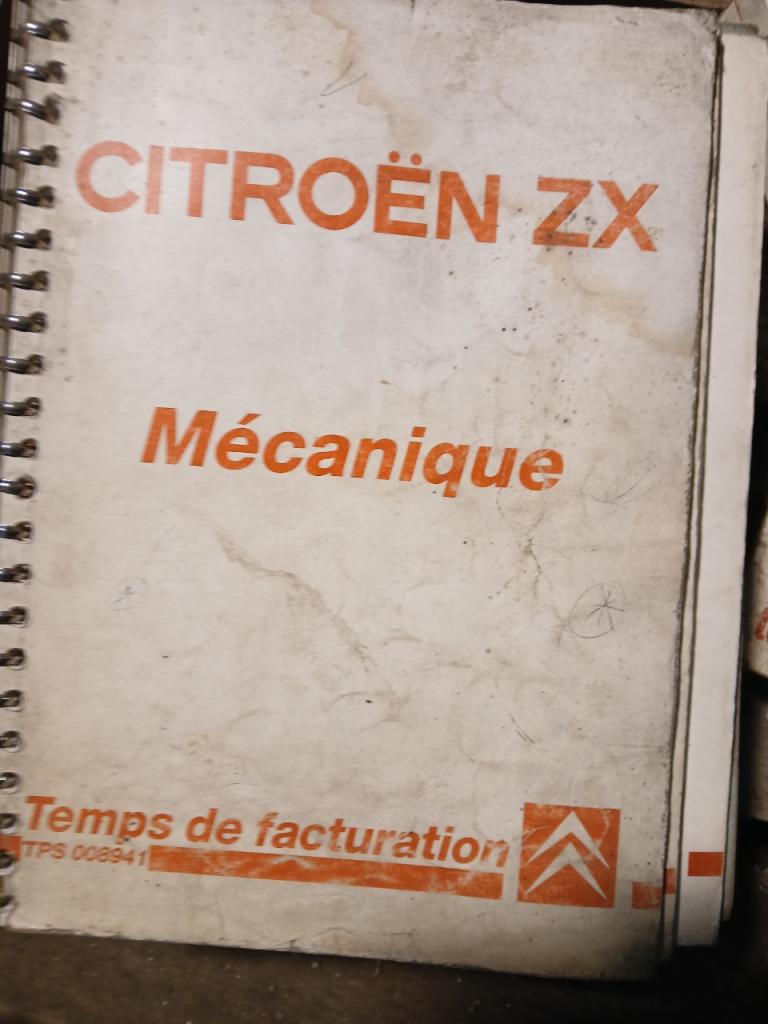 CITROËN ZX
Mécanique
Temps de facturation
TPS 008941